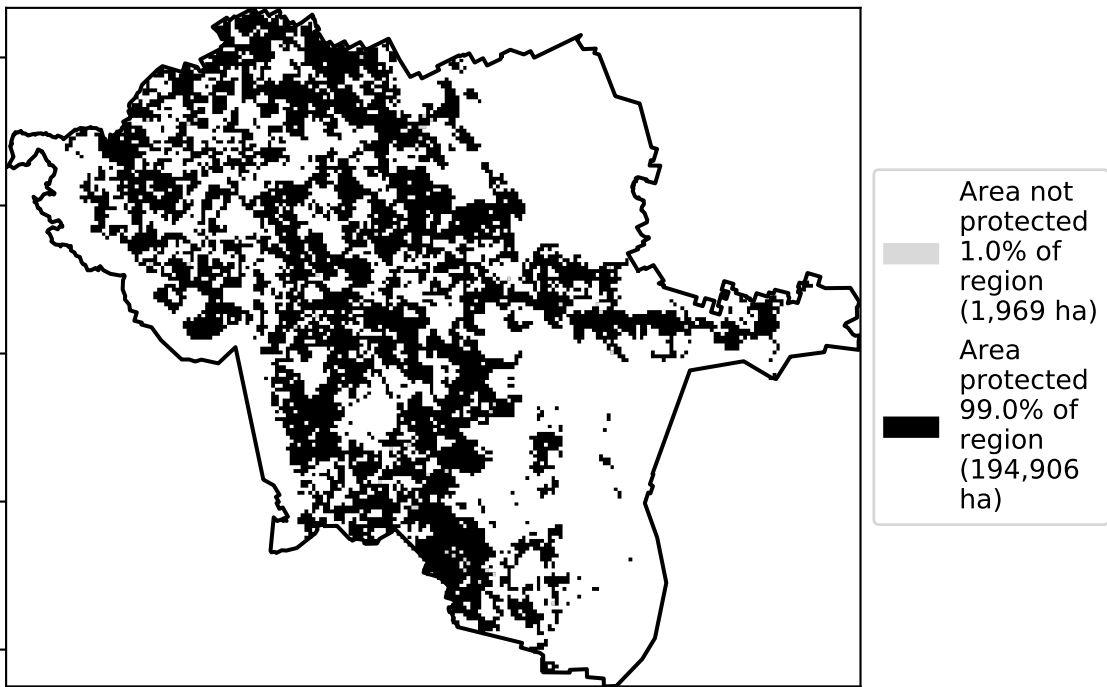 Area not
protected
1.0% of
region
(1,969 ha)
Area
protected
99.0% of
region
(194,906
ha)